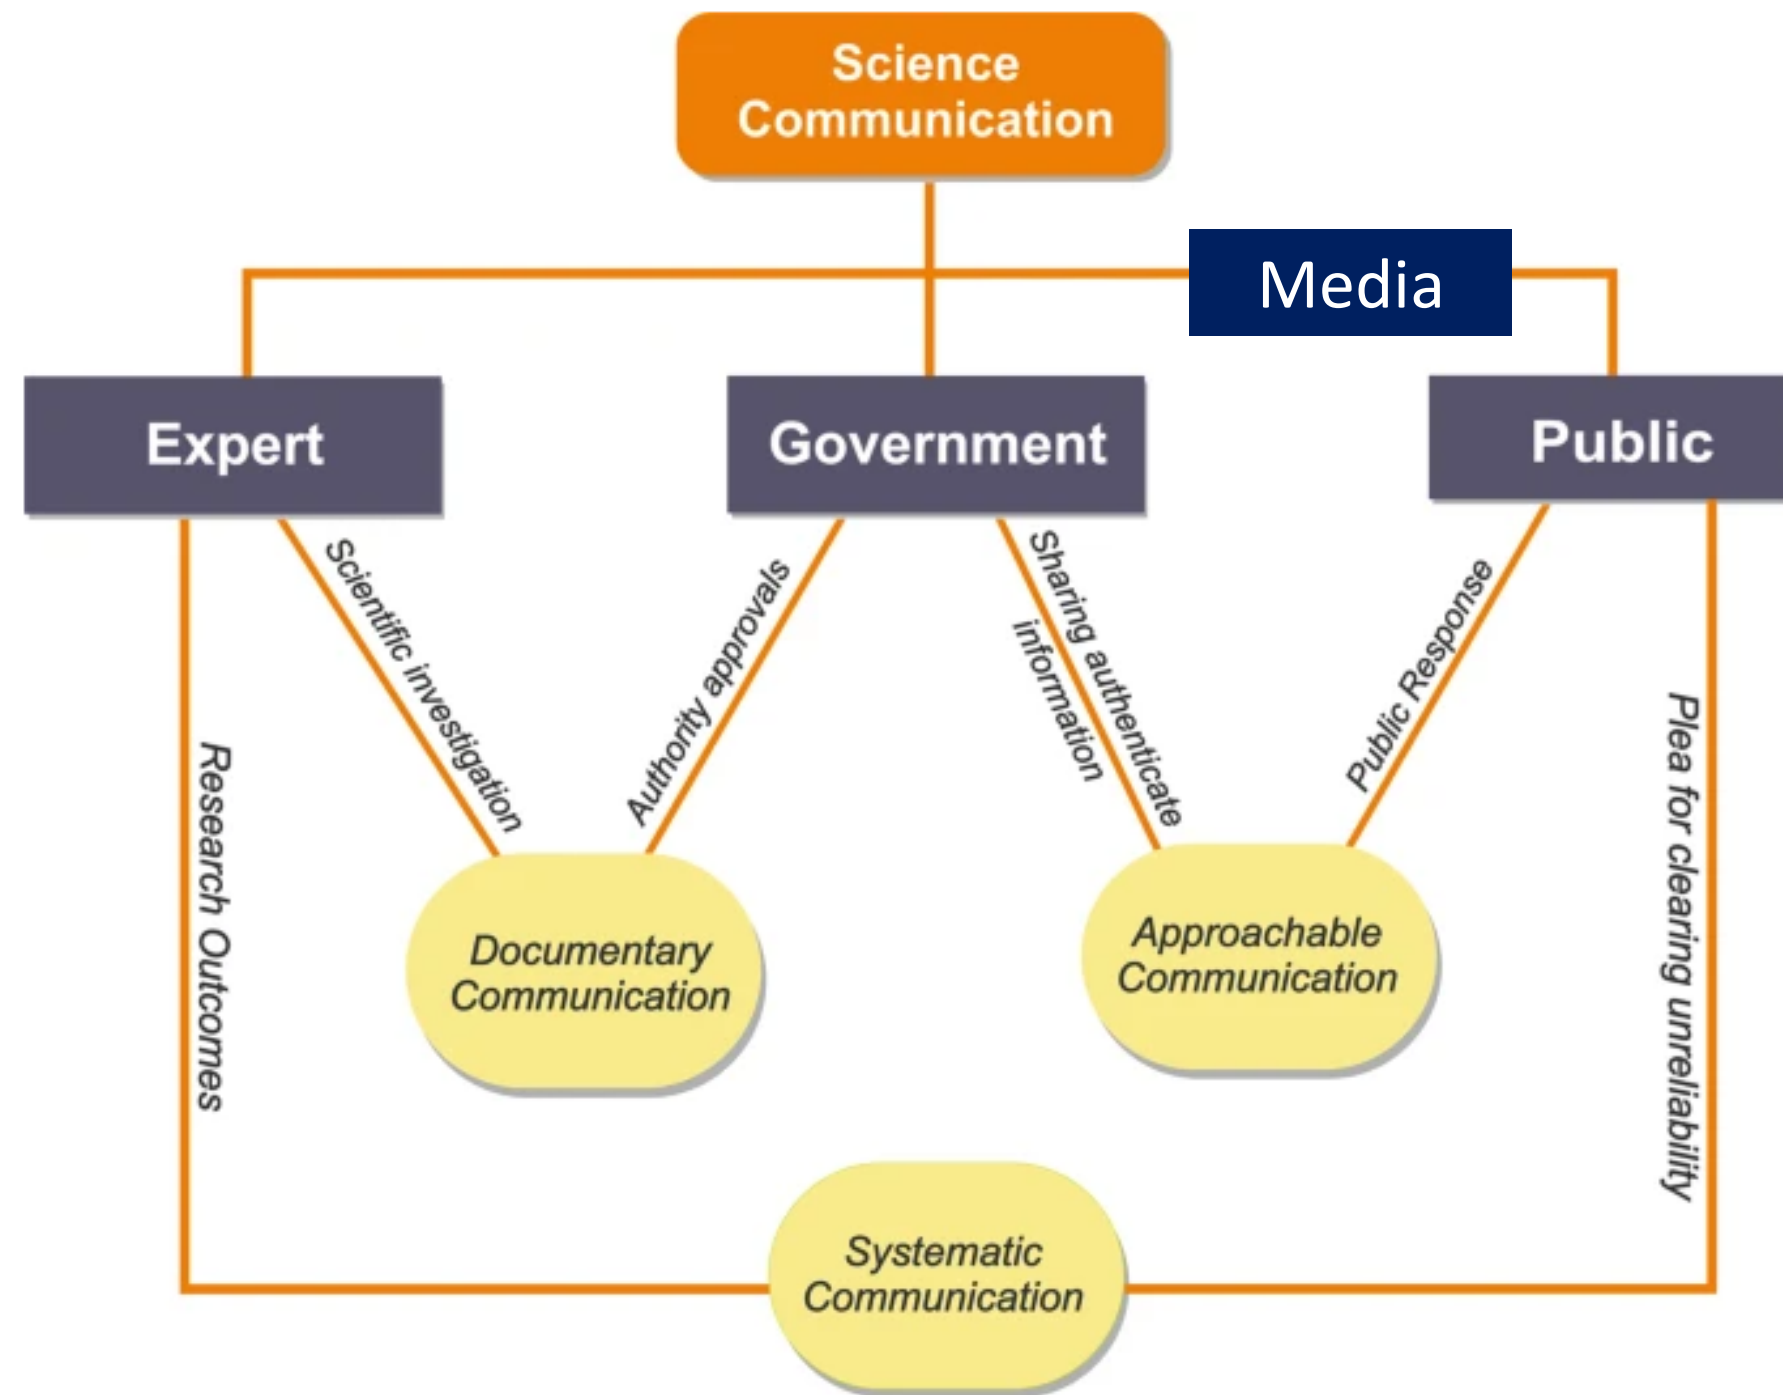 Science
Communication
Media
Expert
Government
Public
Scientific investigation
Authority approvals
Sharing authenticate
information
Public Response
Research Outcomes
Plea for clearing unreliability
Documentary
Communication
Approachable
Communication
Systematic
Communication